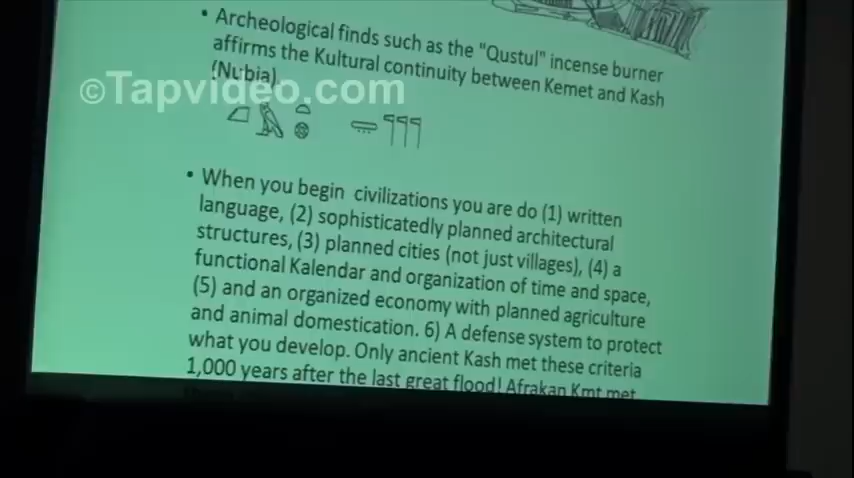 • Archeological finds such as the "Qustul" incense burner
affirms the Kultural continuity between Kemet and Kash
(Nubia)
©Tapvideo.com
• When you begin civilizations you are do (1) written
language, (2) sophisticatedly planned architectural
structures, (3) planned cities (not just villages), (4) a
functional Kalendar and organization of time and space,
(5) and an organized economy with planned agriculture
and animal domestication. 6) A defense system to protect
what you develop. Only ancient Kash met these criteria
1,000 years after the last great flood! Afrakan Kmt met